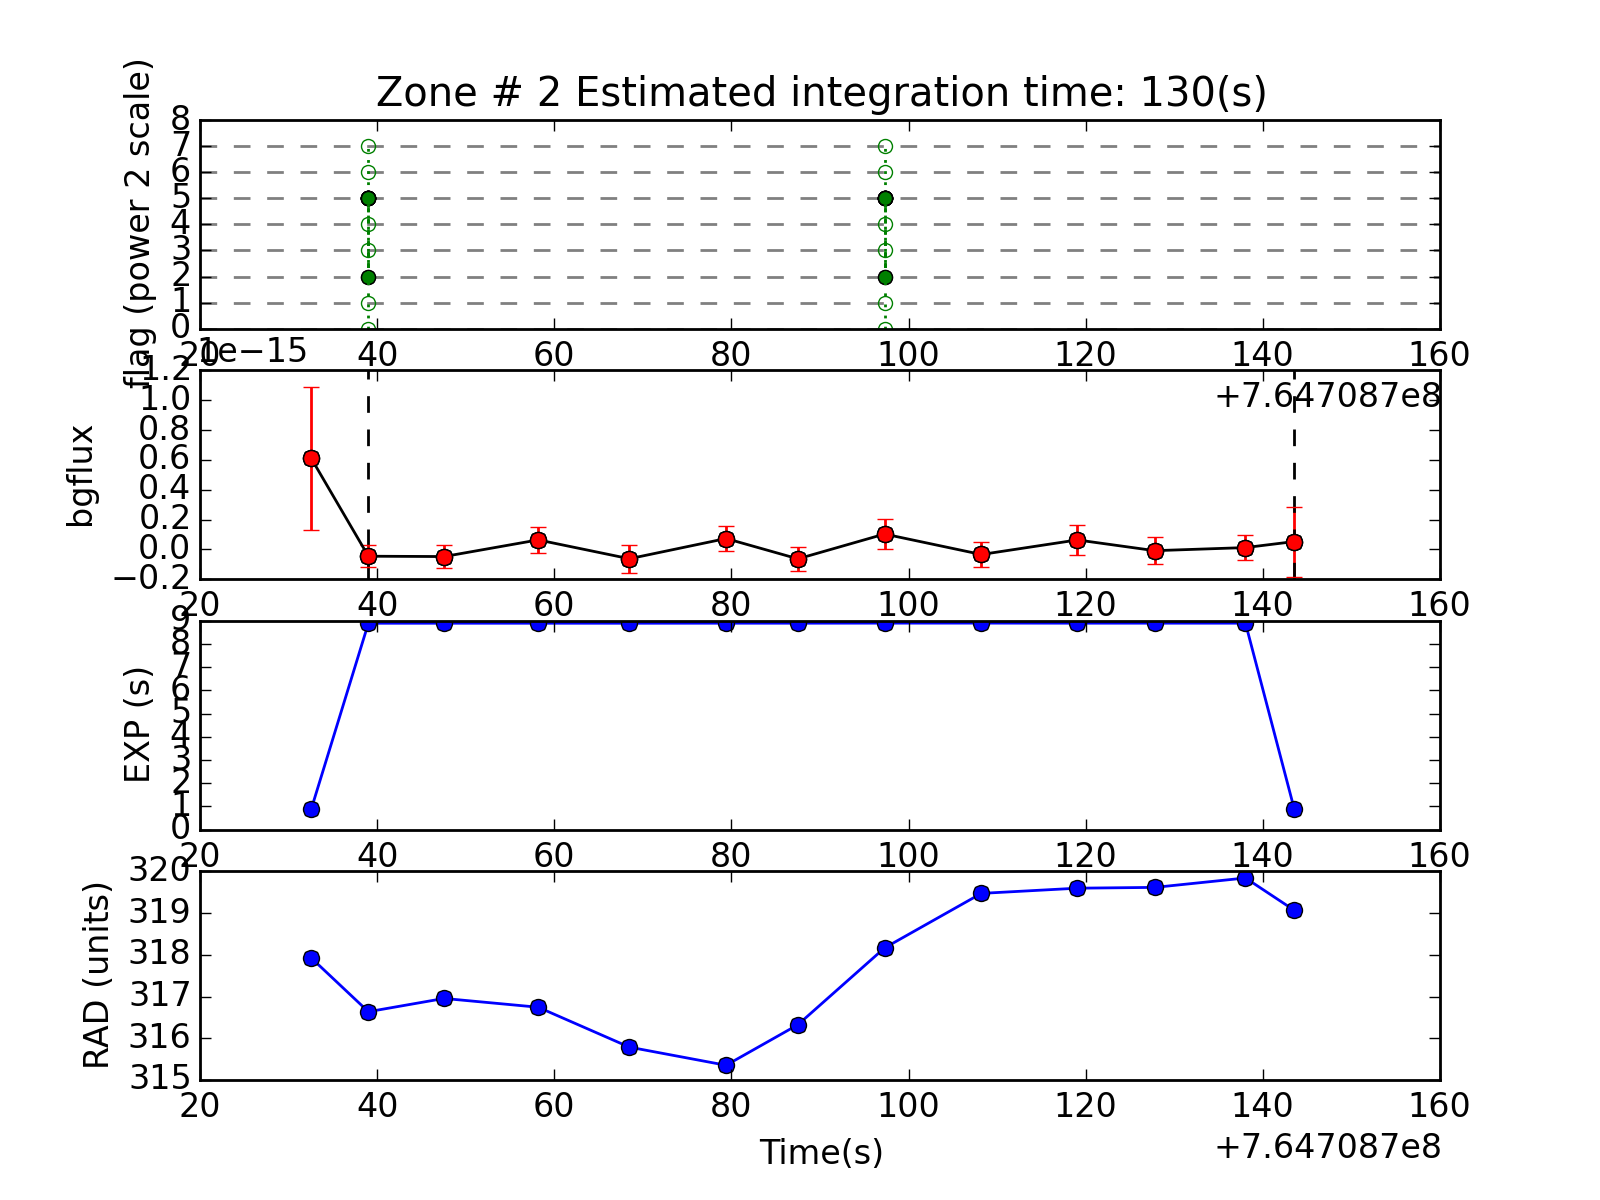 Zone # 2 Estimated integration time: 130(s)
flag (power 2 scale)
8
7
6
5
4
3
2
1
0
20 40 60 80 100 120 140 160
1e−15
+7.647087e8
bgflux
1.2
1.0
0.8
0.6
0.4
0.2
0.0
−0.2
20 40 60 80 100 120 140 160
EXP (s)
9
8
7
6
5
4
3
2
1
0
20 40 60 80 100 120 140 160
RAD (units)
320
319
318
317
316
315
20 40 60 80 100 120 140 160
Time(s)
+7.647087e8